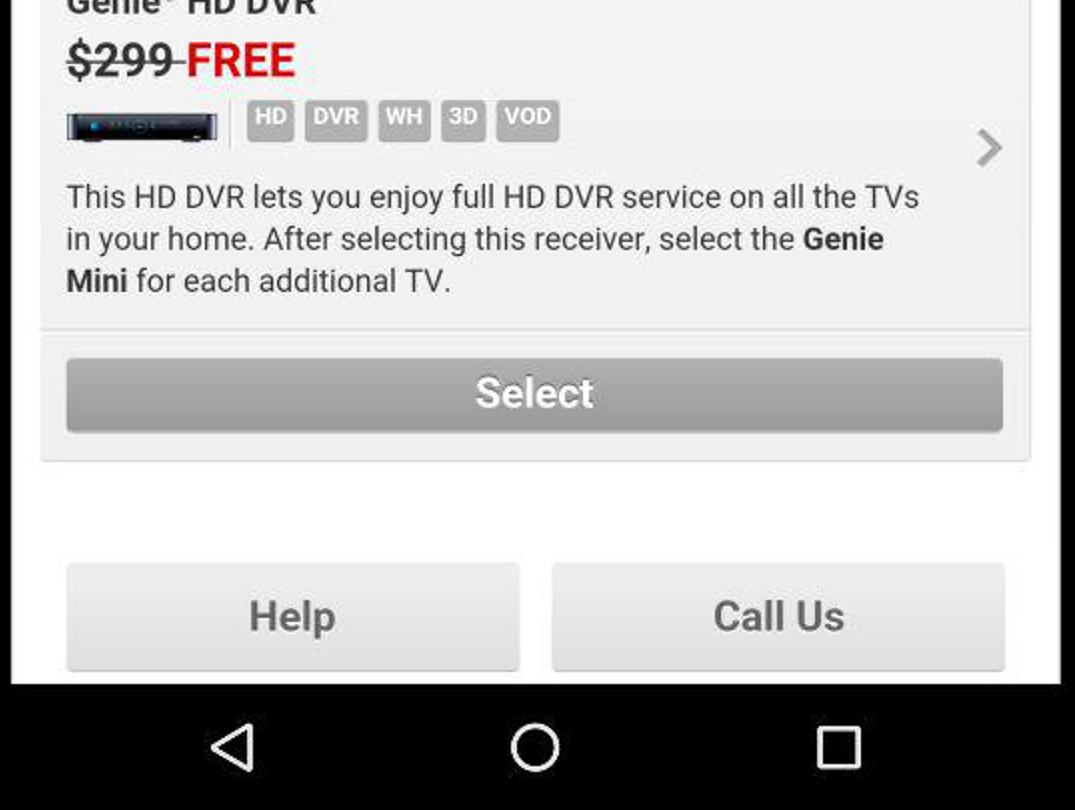 Genie® HD DVR
$299 FREE
HD DVR WH 3D VOD
This HD DVR lets you enjoy full HD DVR service on all the TVs
in your home. After selecting this receiver, select the Genie
Mini for each additional TV.
Select
Help Call Us